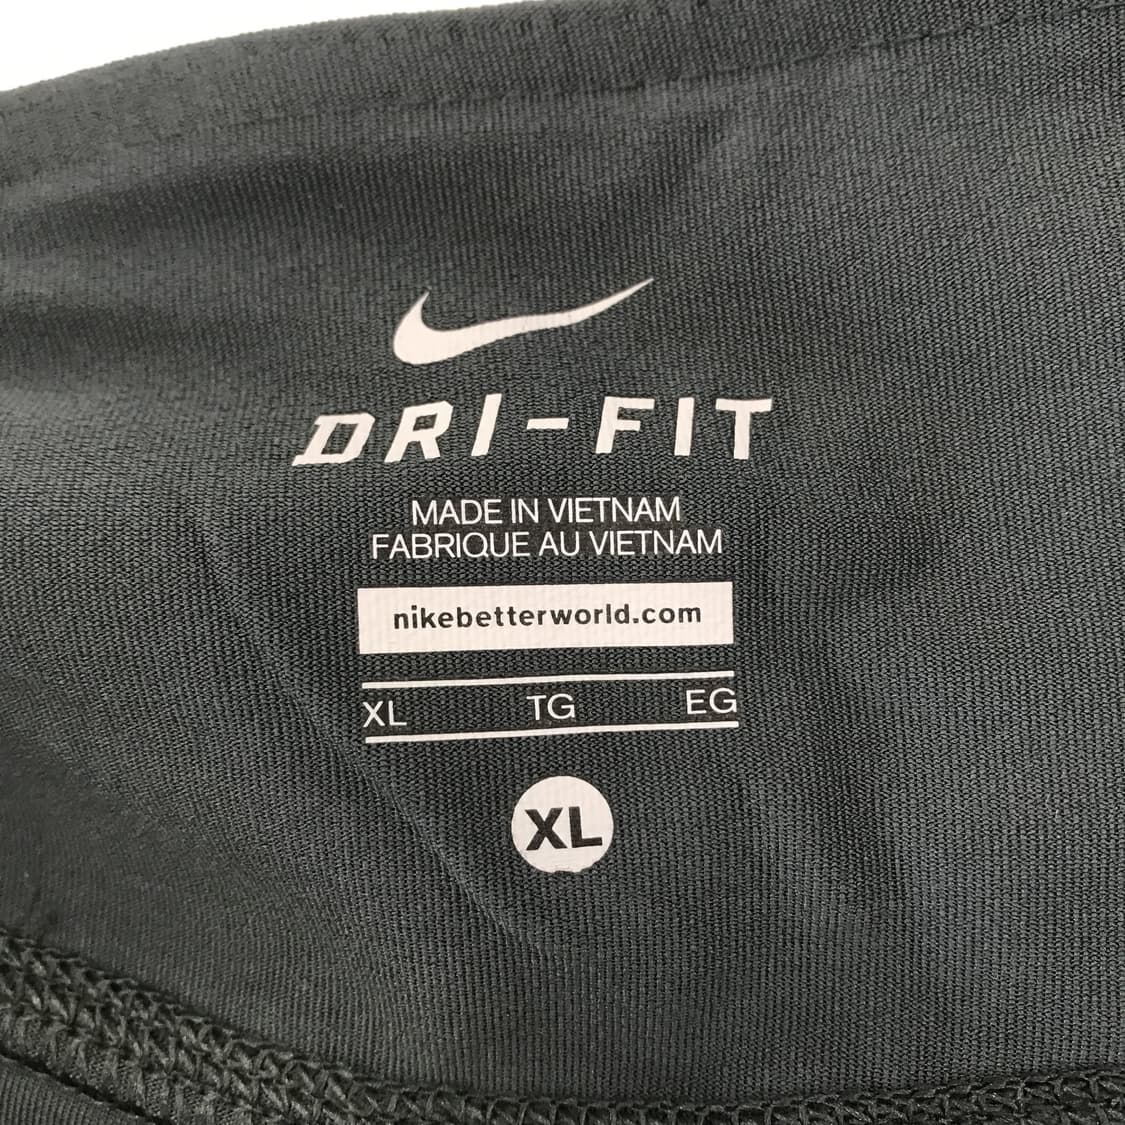 DRI-FIT
MADE IN VIETNAM
FABRIQUE AU VIETNAM
nikebetterworld.com
XL TG EG
XL